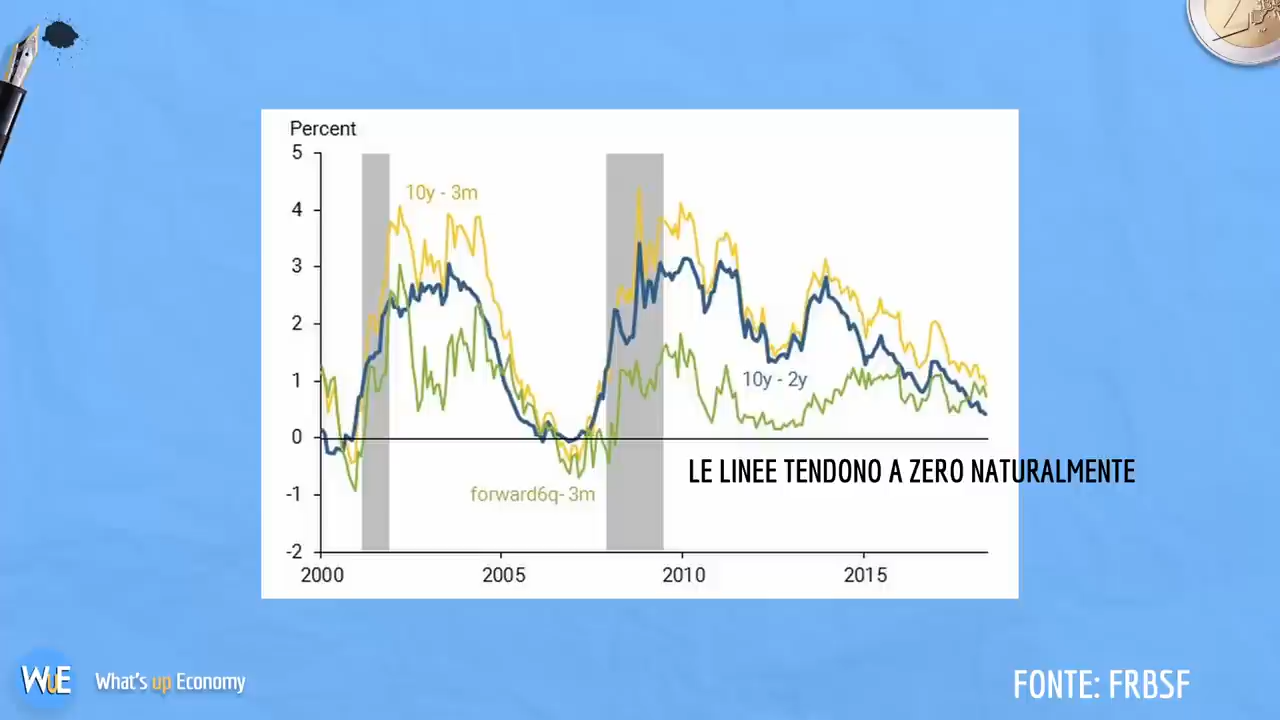 Percent
5
4
3
2
1
0
-1
-2
10y - 3m
10y - 2y
forward6q- 3m
LE LINEE TENDONO A ZERO NATURALMENTE
2000 2005 2010 2015
WuE What's up Economy
FONTE: FRBSF